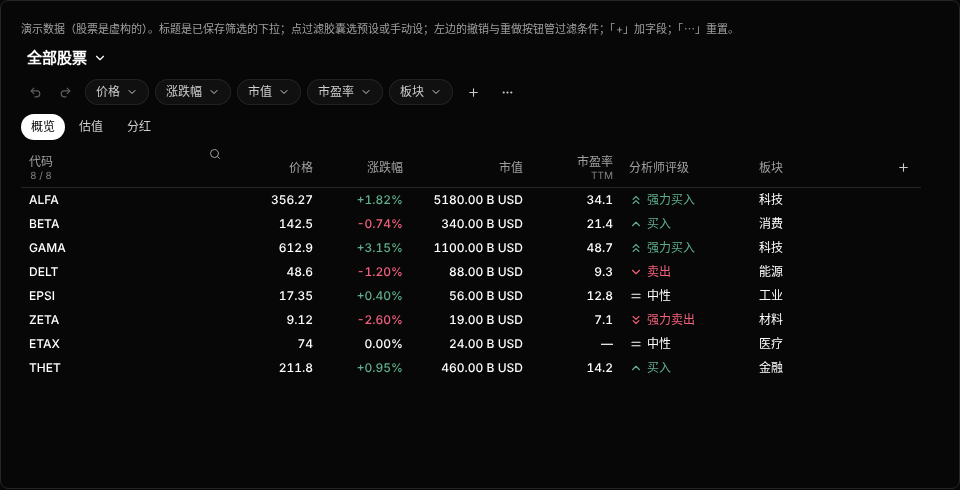 演示数据（股票是虚构的）。标题是已保存筛选的下拉；点过滤胶囊选预设或手动设；左边的撤销与重做按钮管过滤条件；「+」加字段；「⋯」重置。
全部股票
价格 涨跌幅 市值 市盈率 板块 + ⋯
概览 估值 分红
代码 价格 涨跌幅 市值 市盈率 分析师评级 板块 +
8 / 8 TTM
ALFA 356.27 +1.82% 5180.00 B USD 34.1 强力买入 科技
BETA 142.5 -0.74% 340.00 B USD 21.4 买入 消费
GAMA 612.9 +3.15% 1100.00 B USD 48.7 强力买入 科技
DELT 48.6 -1.20% 88.00 B USD 9.3 卖出 能源
EPSI 17.35 +0.40% 56.00 B USD 12.8 中性 工业
ZETA 9.12 -2.60% 19.00 B USD 7.1 强力卖出 材料
ETAX 74 0.00% 24.00 B USD — 中性 医疗
THET 211.8 +0.95% 460.00 B USD 14.2 买入 金融